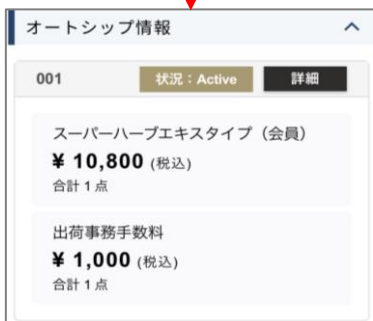 オートシップ情報
001 状況：Active 詳細
スーパーハーブエキスタイプ（会員）
¥ 10,800 (税込)
合計 1 点
出荷事務手数料
¥ 1,000 (税込)
合計 1 点